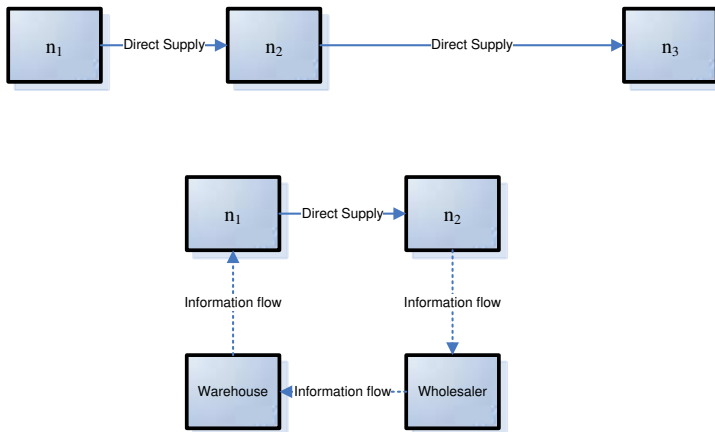 n₁ Direct Supply n₂ Direct Supply n₃
n₁ Direct Supply n₂
Information flow Information flow
Warehouse Information flow Wholesaler